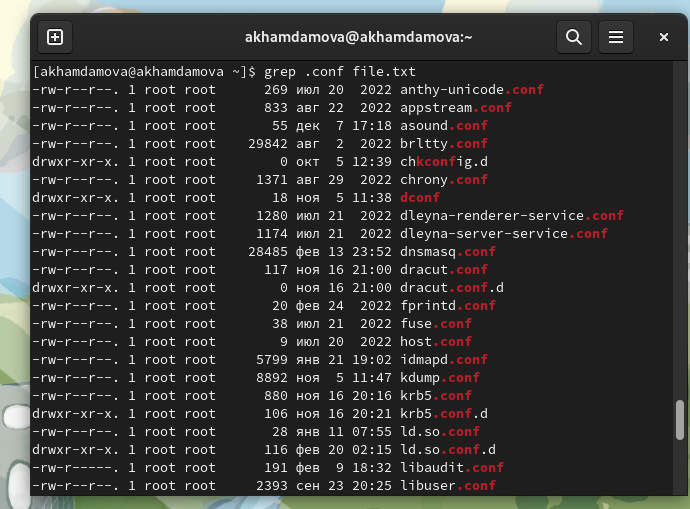 akhamdamova@akhamdamova:~
[akhamdamova@akhamdamova ~]$ grep .conf file.txt
-rw-r--r--. 1 root root      269 июл 20  2022 anthy-unicode.conf
-rw-r--r--. 1 root root      833 авг 22  2022 appstream.conf
-rw-r--r--. 1 root root       55 дек  7 17:18 asound.conf
-rw-r--r--. 1 root root    29842 авг  2  2022 brltty.conf
drwxr-xr-x. 1 root root        0 окт  5 12:39 chkconfig.d
-rw-r--r--. 1 root root     1371 авг 29  2022 chrony.conf
drwxr-xr-x. 1 root root       18 ноя  5 11:38 dconf
-rw-r--r--. 1 root root     1280 июл 21  2022 dleyna-renderer-service.conf
-rw-r--r--. 1 root root     1174 июл 21  2022 dleyna-server-service.conf
-rw-r--r--. 1 root root    28485 фев 13 23:52 dnsmasq.conf
-rw-r--r--. 1 root root      117 ноя 16 21:00 dracut.conf
drwxr-xr-x. 1 root root        0 ноя 16 21:00 dracut.conf.d
-rw-r--r--. 1 root root       20 фев 24  2022 fprintd.conf
-rw-r--r--. 1 root root       38 июл 21  2022 fuse.conf
-rw-r--r--. 1 root root        9 июл 20  2022 host.conf
-rw-r--r--. 1 root root     5799 янв 21 19:02 idmapd.conf
-rw-r--r--. 1 root root     8892 ноя  5 11:47 kdump.conf
-rw-r--r--. 1 root root      880 ноя 16 20:16 krb5.conf
drwxr-xr-x. 1 root root      106 ноя 16 20:21 krb5.conf.d
-rw-r--r--. 1 root root       28 янв 11 07:55 ld.so.conf
drwxr-xr-x. 1 root root      116 фев 20 02:15 ld.so.conf.d
-rw-r-----. 1 root root      191 фев  9 18:32 libaudit.conf
-rw-r--r--. 1 root root     2393 сен 23 20:25 libuser.conf